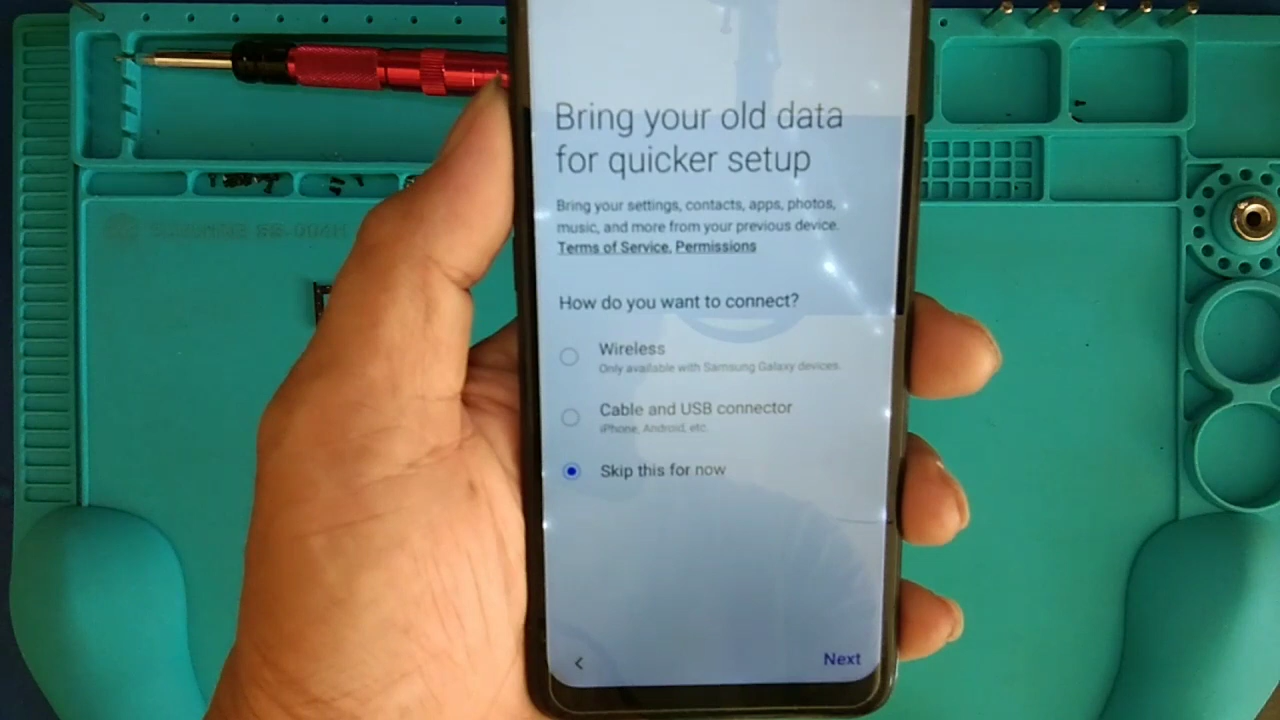 Bring your old data
for quicker setup
Bring your settings, contacts, apps, photos,
music, and more from your previous device.
Terms of Service, Permissions
How do you want to connect?
Wireless
Only available with Samsung Galaxy devices.
Cable and USB connector
iPhone, Android, etc.
Skip this for now
Next